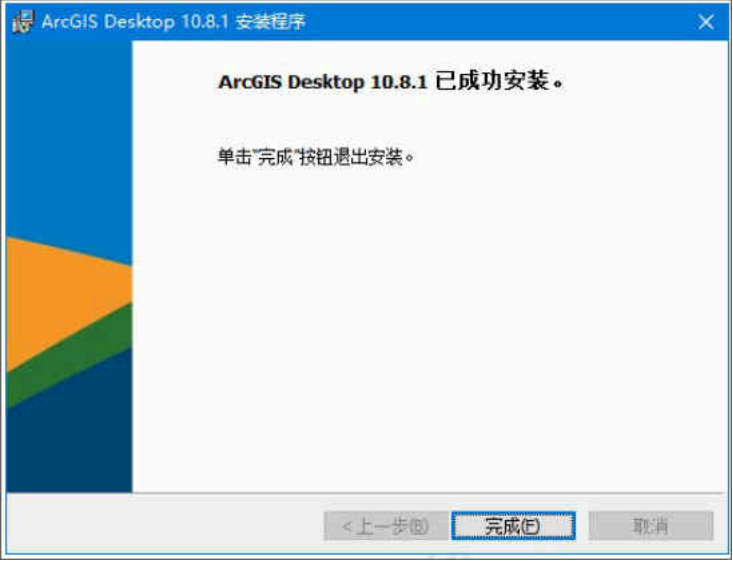 ArcGIS Desktop 10.8.1 安装程序
ArcGIS Desktop 10.8.1 已成功安装。
单击"完成"按钮退出安装。
<上一步(B) 完成(F) 取消